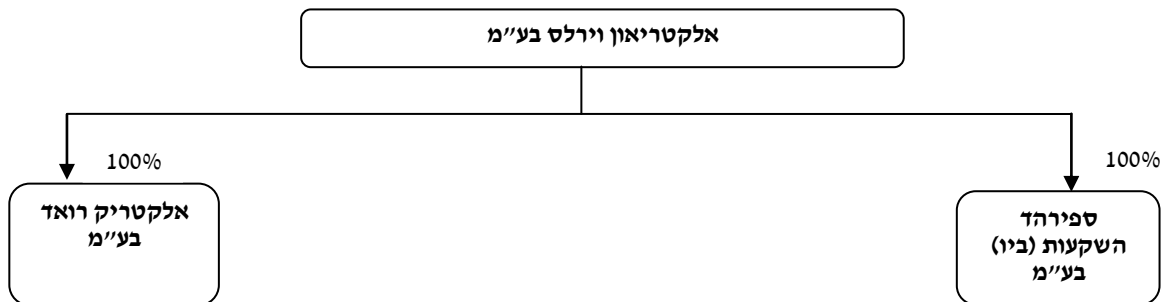 אלקטריאון וירלס בע״מ
100%
100%
ספירהד
השקעות (ביו)
בע״מ
אלקטריק רואד
בע״מ